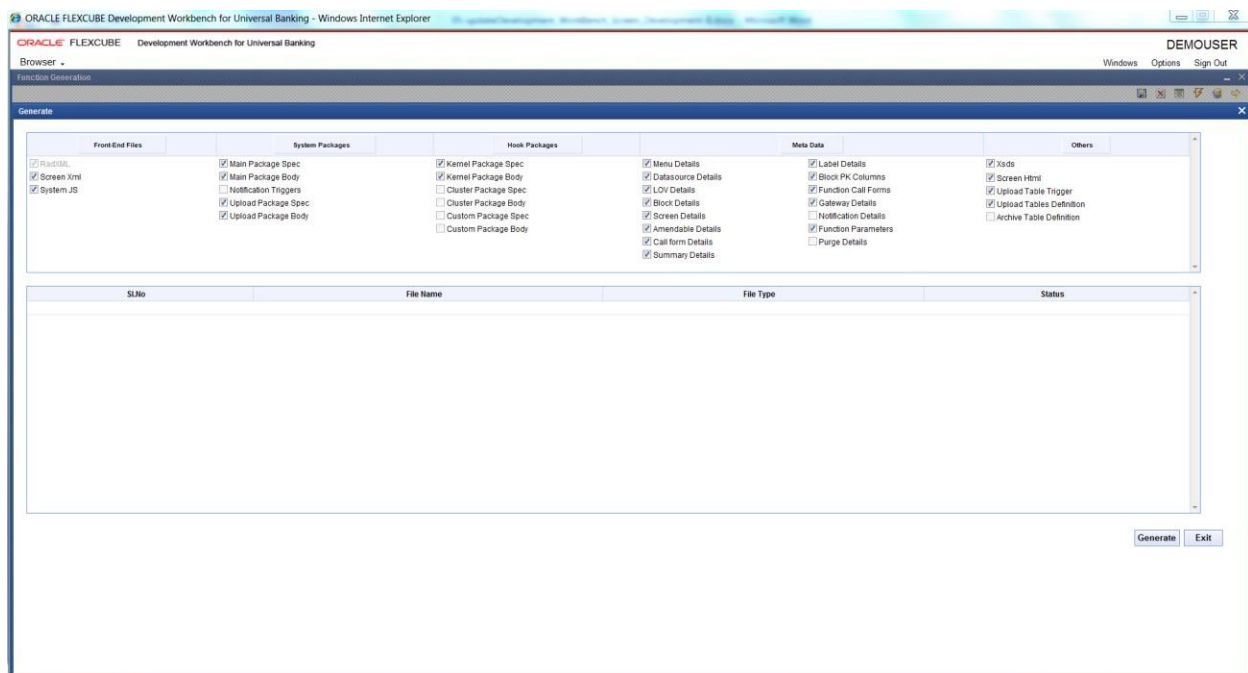 ORACLE FLEXCUBE Development Workbench for Universal Banking - Windows Internet Explorer
ORACLE FLEXCUBE Development Workbench for Universal Banking
DEMOUSER
Browser
Windows Options Sign Out
Function Generation
Generate
Front-End Files System Packages Hook Packages Meta Data Others
RadXML Main Package Spec Kernel Package Spec Menu Details Label Details Xsds
Screen Xml Main Package Body Kernel Package Body Datasource Details Block PK Columns Screen Html
System JS Notification Triggers Cluster Package Spec LOV Details Function Call Forms Upload Table Trigger
Upload Package Spec Cluster Package Body Block Details Gateway Details Upload Tables Definition
Upload Package Body Custom Package Spec Screen Details Notification Details Archive Table Definition
Custom Package Body Amendable Details Function Parameters
Call form Details Purge Details
Summary Details
Sl.No File Name File Type Status
Generate Exit